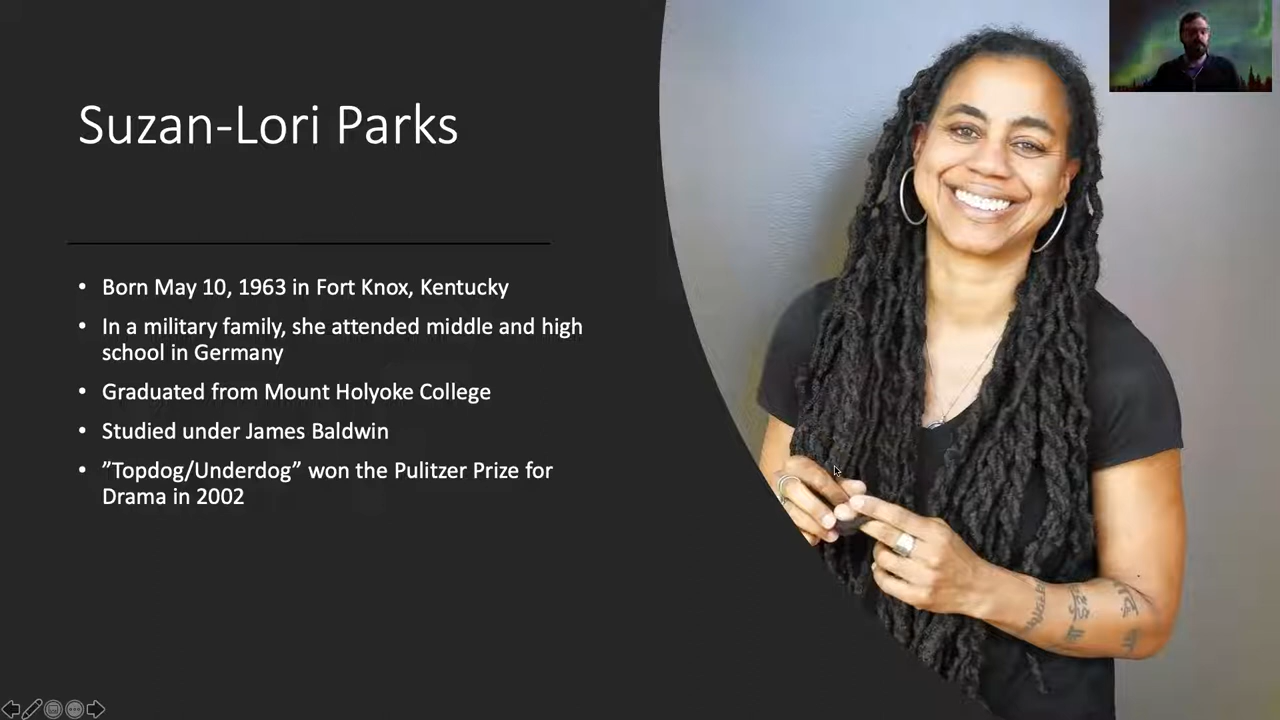 Suzan-Lori Parks
• Born May 10, 1963 in Fort Knox, Kentucky
• In a military family, she attended middle and high
school in Germany
• Graduated from Mount Holyoke College
• Studied under James Baldwin
• ”Topdog/Underdog” won the Pulitzer Prize for
Drama in 2002